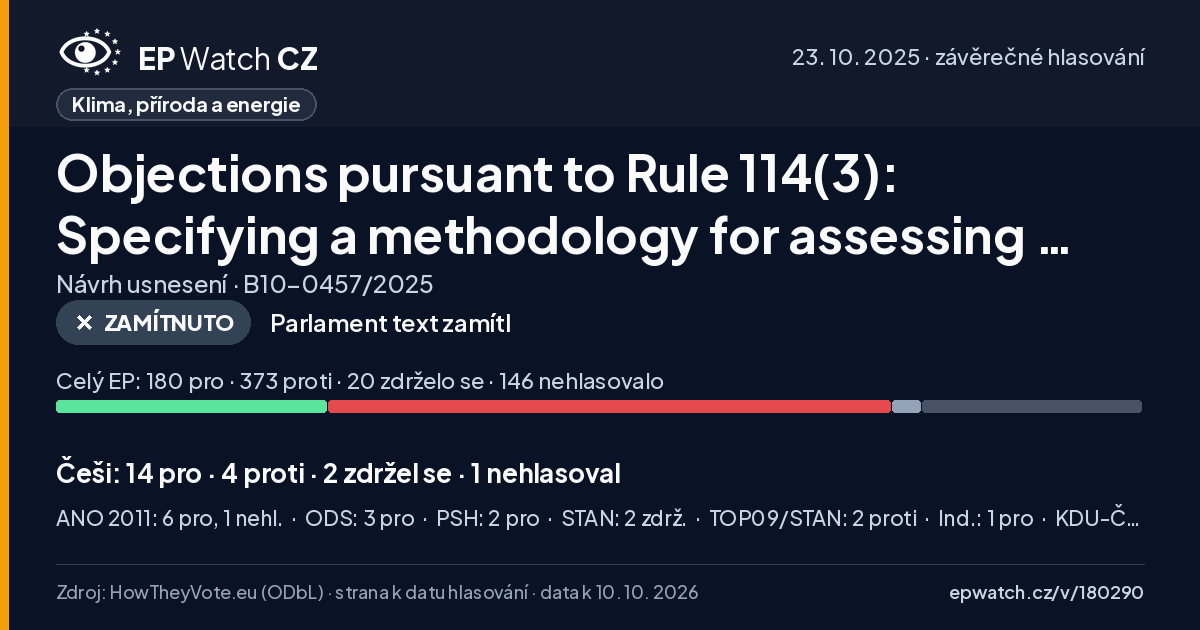 EP Watch CZ
23. 10. 2025 · závěrečné hlasování
Klima, příroda a energie
Objections pursuant to Rule 114(3):
Specifying a methodology for assessing …
Návrh usnesení · B10-0457/2025
✕ ZAMÍTNUTO Parlament text zamítl
Celý EP: 180 pro · 373 proti · 20 zdrželo se · 146 nehlasovalo
Češi: 14 pro · 4 proti · 2 zdržel se · 1 nehlasoval
ANO 2011: 6 pro, 1 nehl. · ODS: 3 pro · PSH: 2 pro · STAN: 2 zdrž. · TOP09/STAN: 2 proti · Ind.: 1 pro · KDU-Č…
Zdroj: HowTheyVote.eu (ODbL) · strana k datu hlasování · data k 10. 10. 2026
epwatch.cz/v/180290